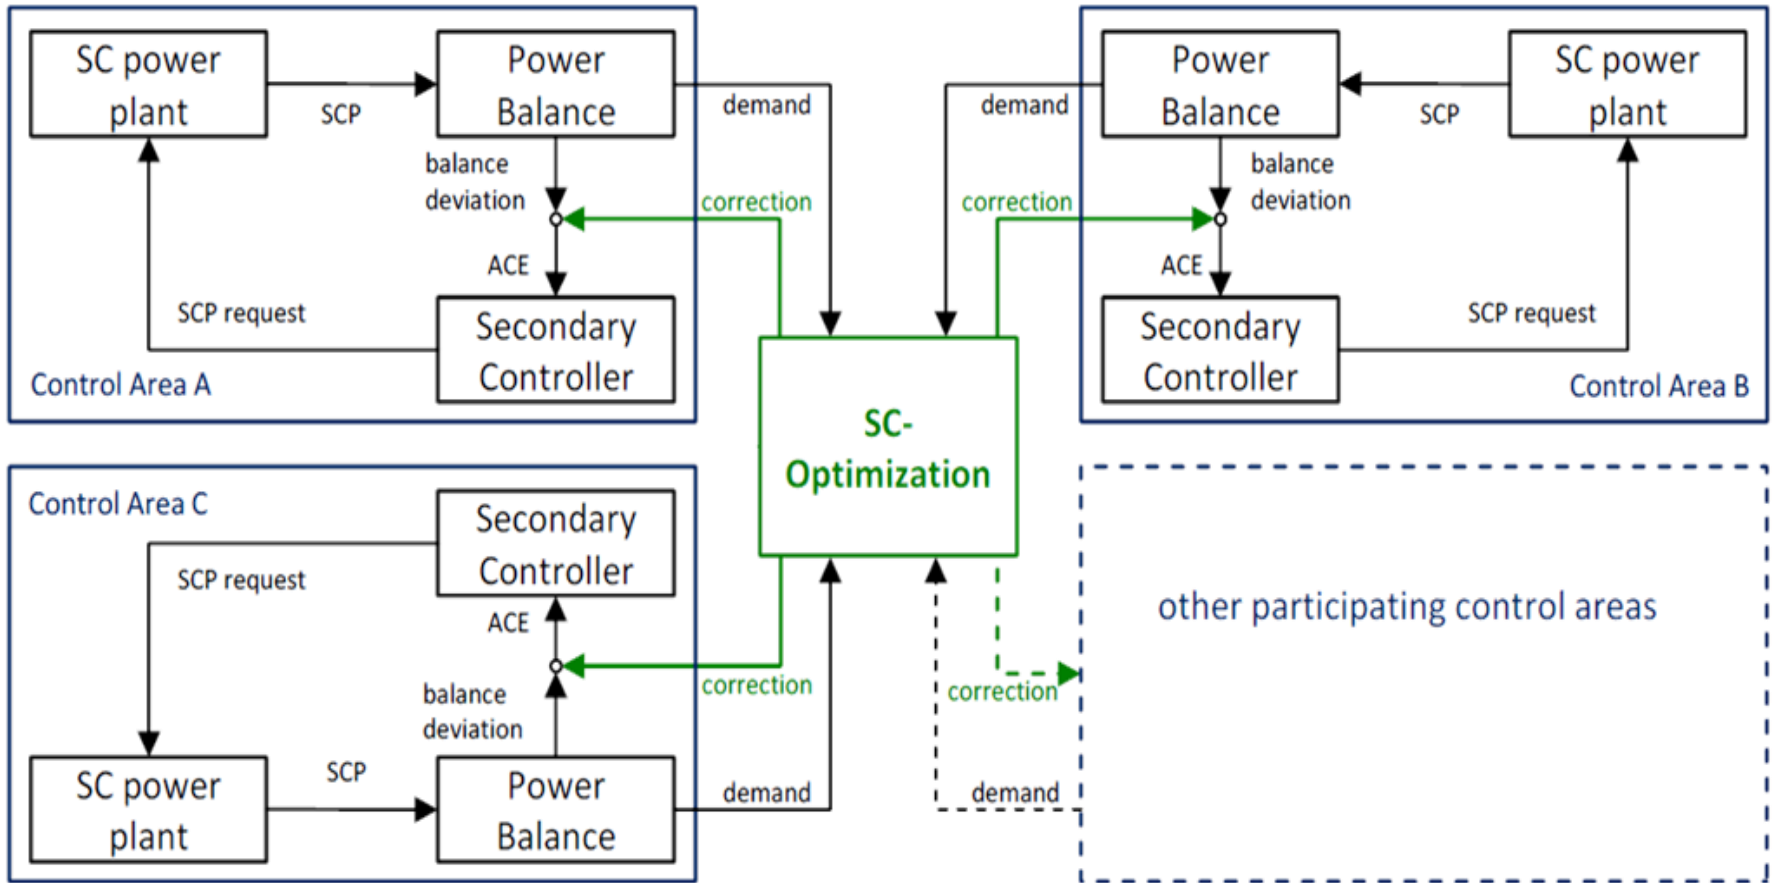 SC power
plant
SCP
Power
Balance
demand
balance
deviation
correction
ACE
SCP request
Secondary
Controller
Control Area A
Power
Balance
demand
SCP
SC power
plant
balance
deviation
correction
ACE
SCP request
Secondary
Controller
Control Area B
SC-
Optimization
Control Area C
Secondary
Controller
SCP request
ACE
correction
balance
deviation
SC power
plant
SCP
Power
Balance
demand
other participating control areas
correction
demand